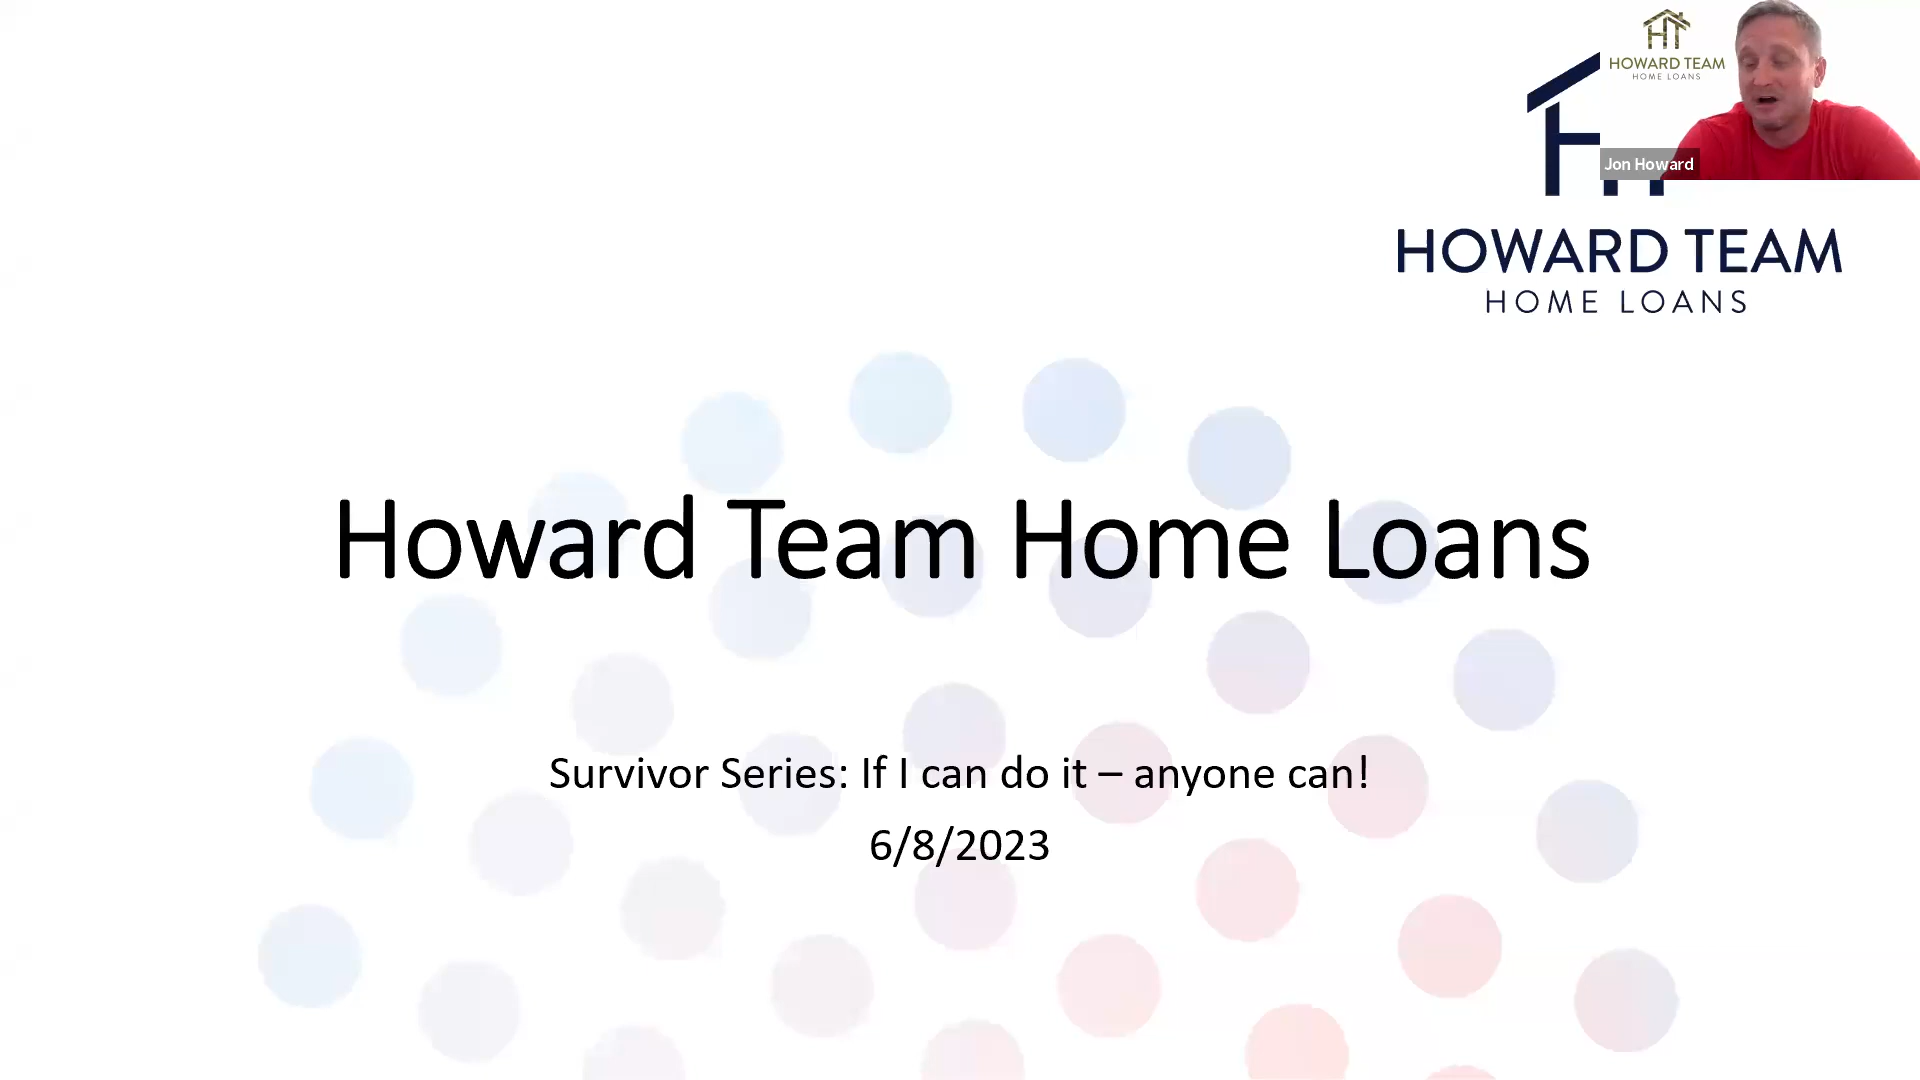 HOWARD TEAM
HOME LOANS
Jon Howard
HOWARD TEAM
HOME LOANS
Howard Team Home Loans
Survivor Series: If I can do it – anyone can!
6/8/2023